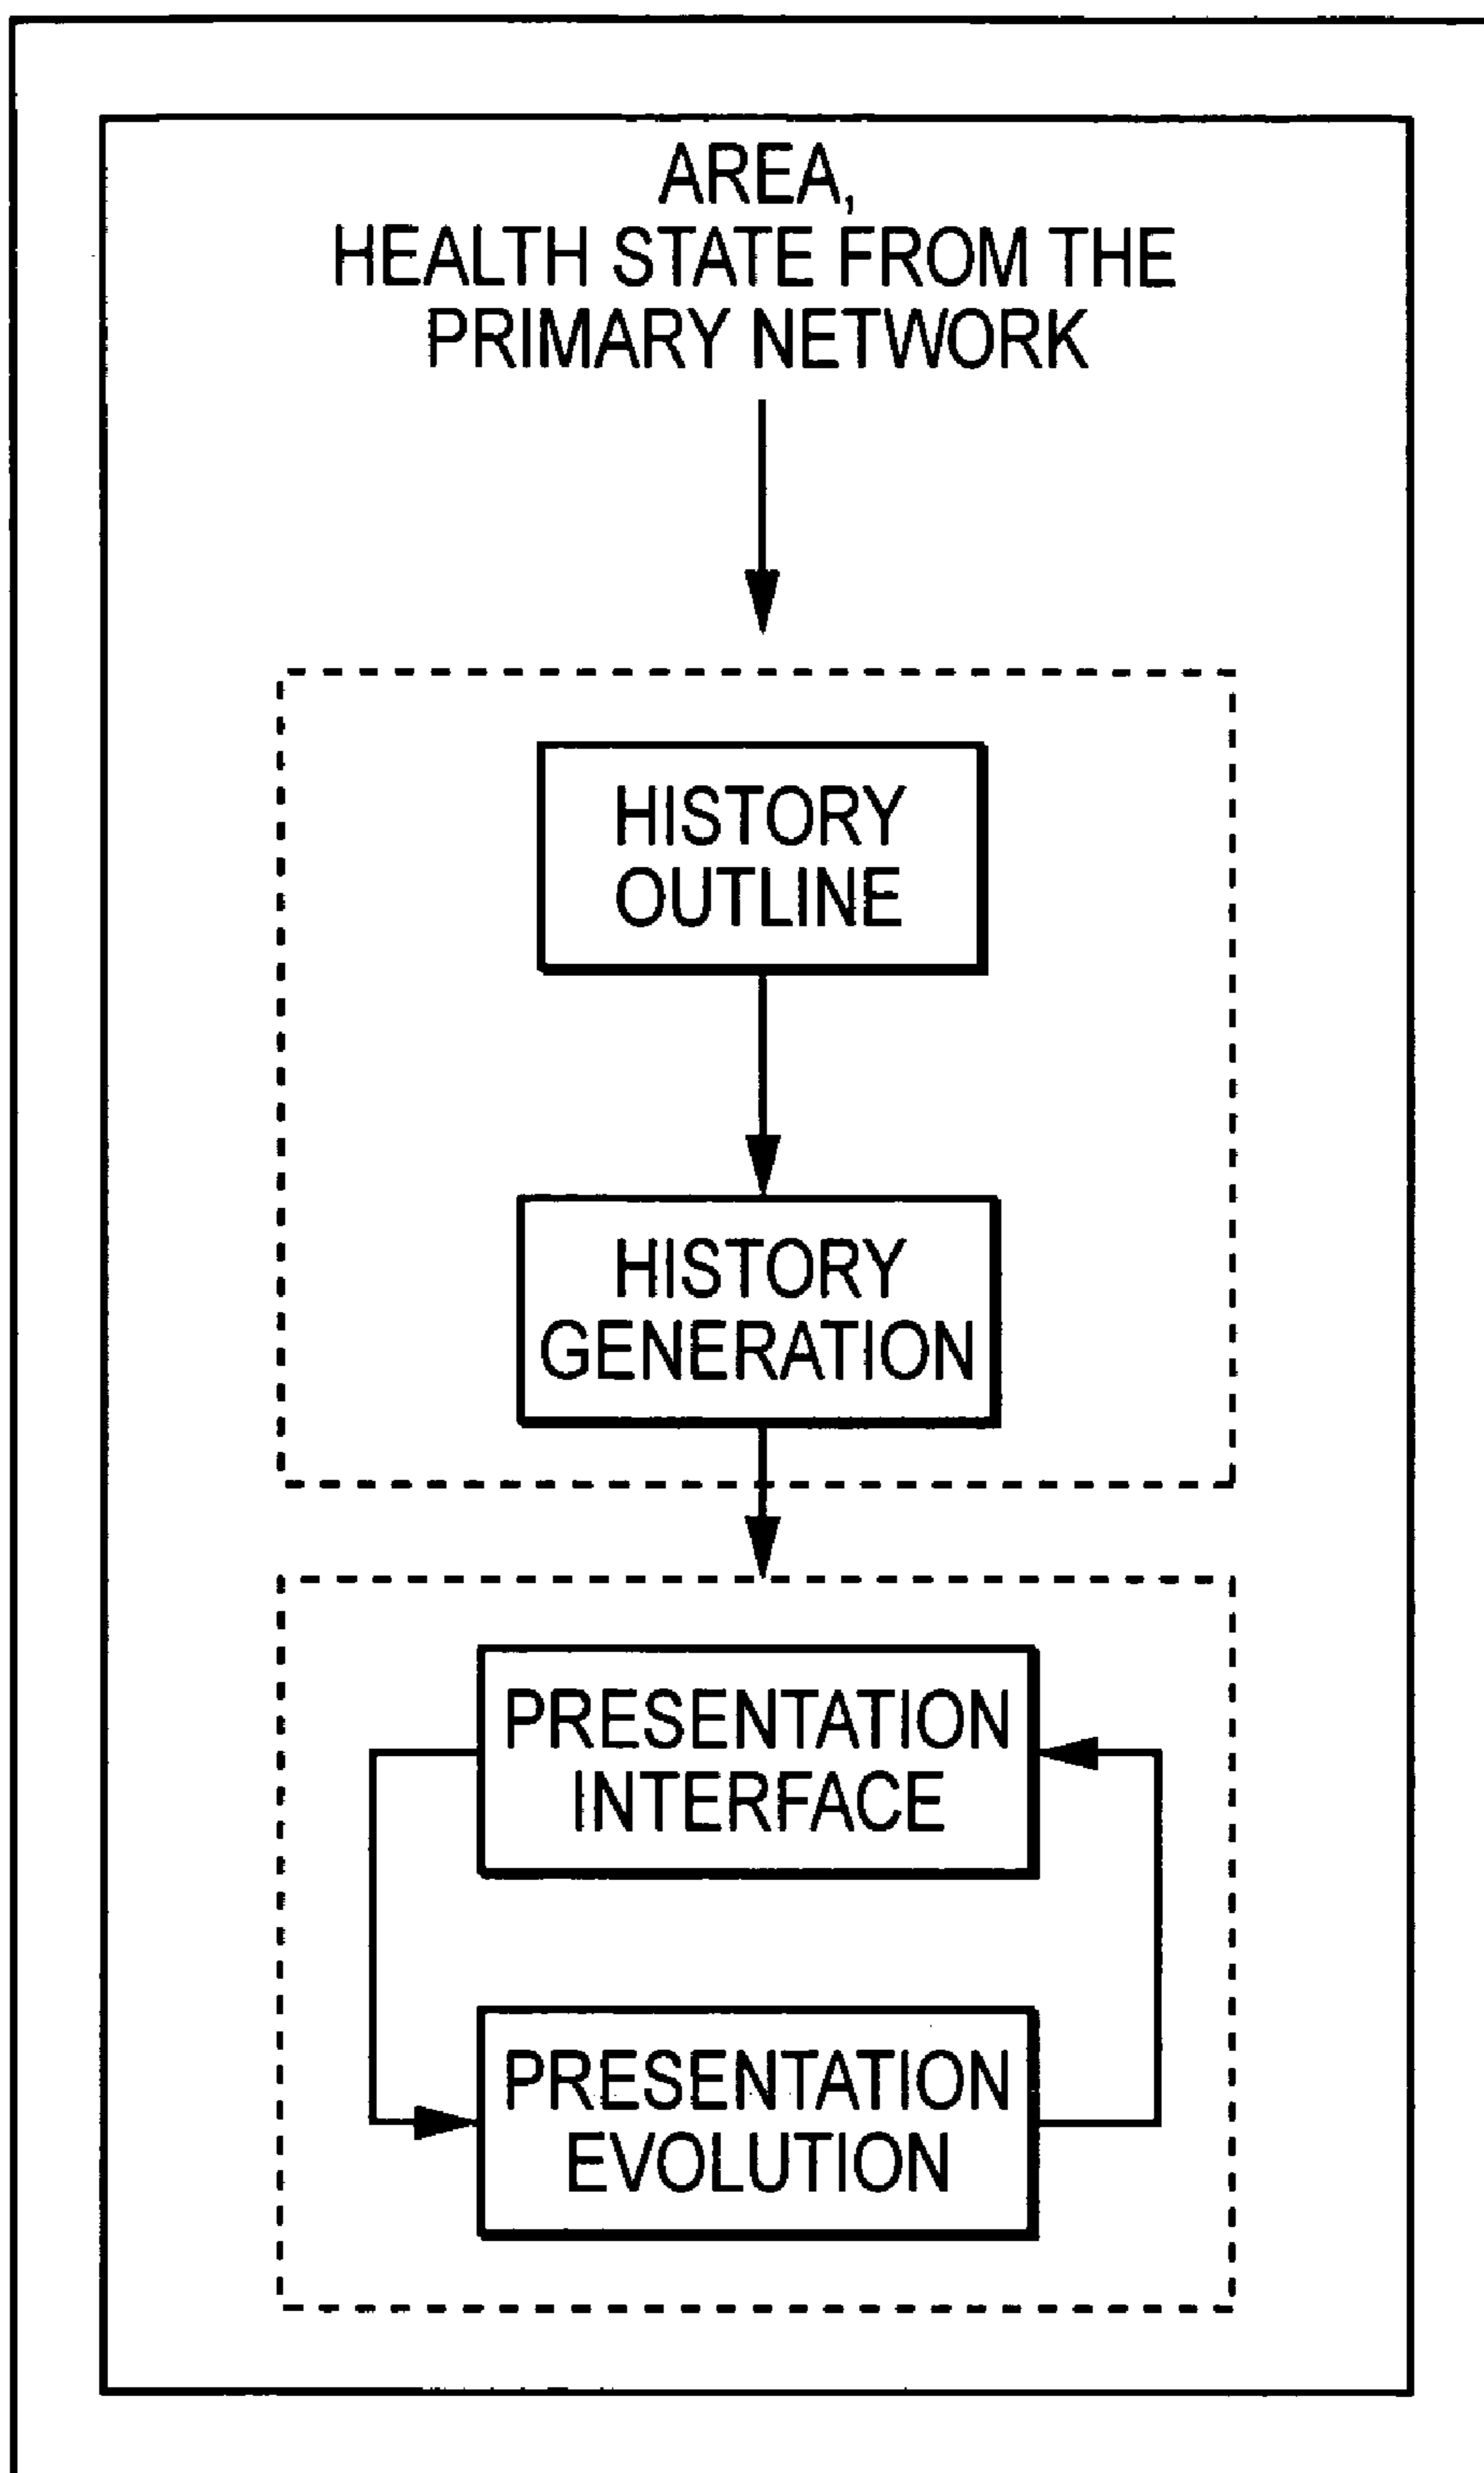 AREA,
HEALTH STATE FROM THE
PRIMARY NETWORK
HISTORY
OUTLINE
HISTORY
GENERATION
PRESENTATION
INTERFACE
PRESENTATION
EVOLUTION